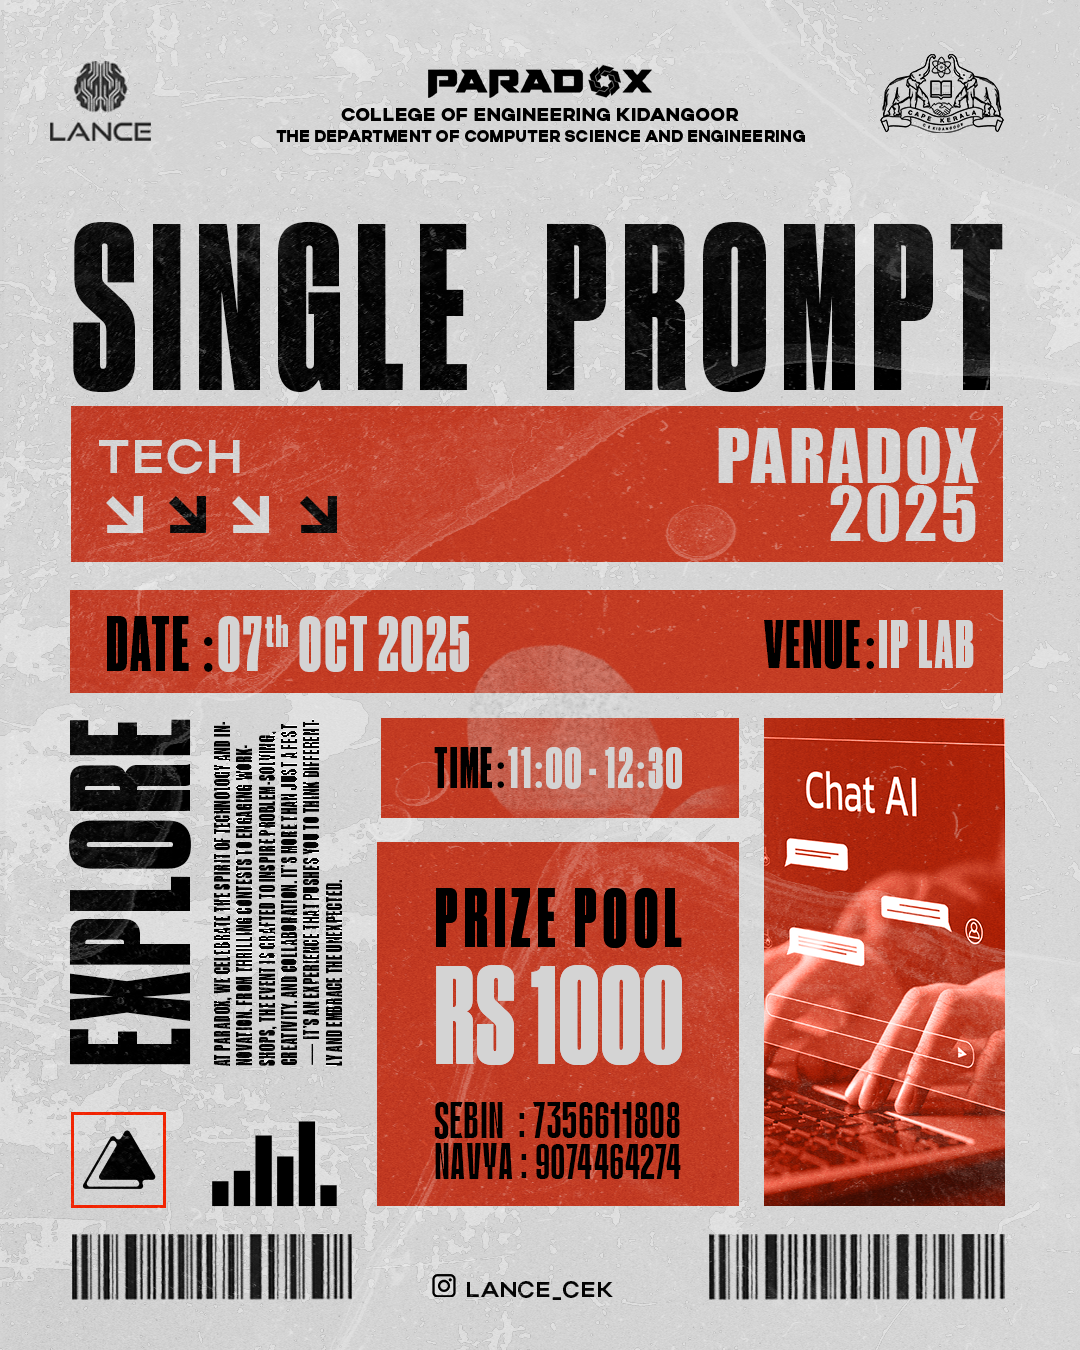 LANCE
PARADOX
COLLEGE OF ENGINEERING KIDANGOOR
THE DEPARTMENT OF COMPUTER SCIENCE AND ENGINEERING
CAPE KERALA
SINGLE PROMPT
TECH
PARADOX
2025
DATE :07th OCT 2025
VENUE:IP LAB
EXPLORE
AT PARADOX, WE CELEBRATE THE SPIRIT OF TECHNOLOGY AND IN-
NOVATION. FROM THRILLING CONTESTS TO ENGAGING WORK-
SHOPS, THE EVENT IS CRAFTED TO INSPIRE PROBLEM-SOLVING,
CREATIVITY, AND COLLABORATION. IT'S MORE THAN JUST A FEST
— IT'S AN EXPERIENCE THAT PUSHES YOU TO THINK DIFFERENT-
LY AND EMBRACE THE UNEXPECTED.
TIME:11:00 - 12:30
PRIZE POOL
RS 1000
SEBIN : 7356611808
NAVYA : 9074464274
Chat AI
LANCE_CEK